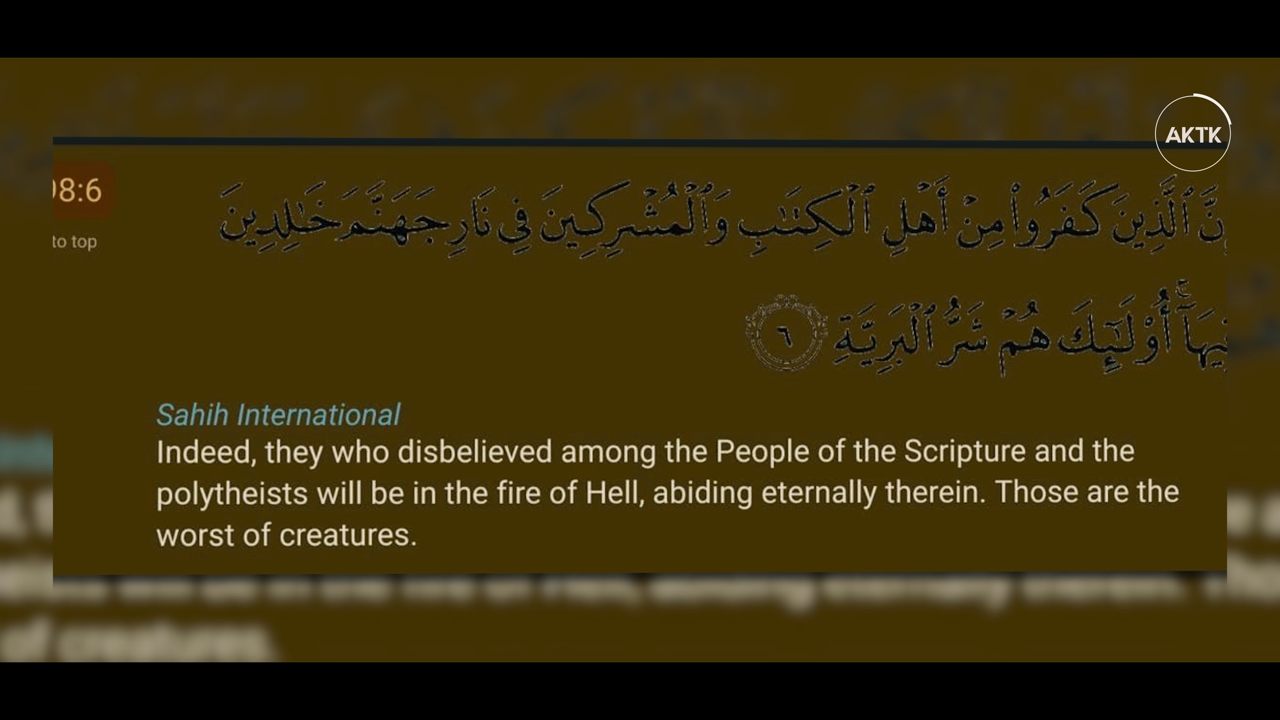 AKTK
98:6
to top
نَّ ٱلَّذِينَ كَفَرُوا۟ مِنْ أَهْلِ ٱلْكِتَـٰبِ وَٱلْمُشْرِكِينَ فِى نَارِ جَهَنَّمَ خَـٰلِدِينَ
فِيهَآ ۚ أُو۟لَـٰٓئِكَ هُمْ شَرُّ ٱلْبَرِيَّةِ ٦
Sahih International
Indeed, they who disbelieved among the People of the Scripture and the
polytheists will be in the fire of Hell, abiding eternally therein. Those are the
worst of creatures.
of creatures.